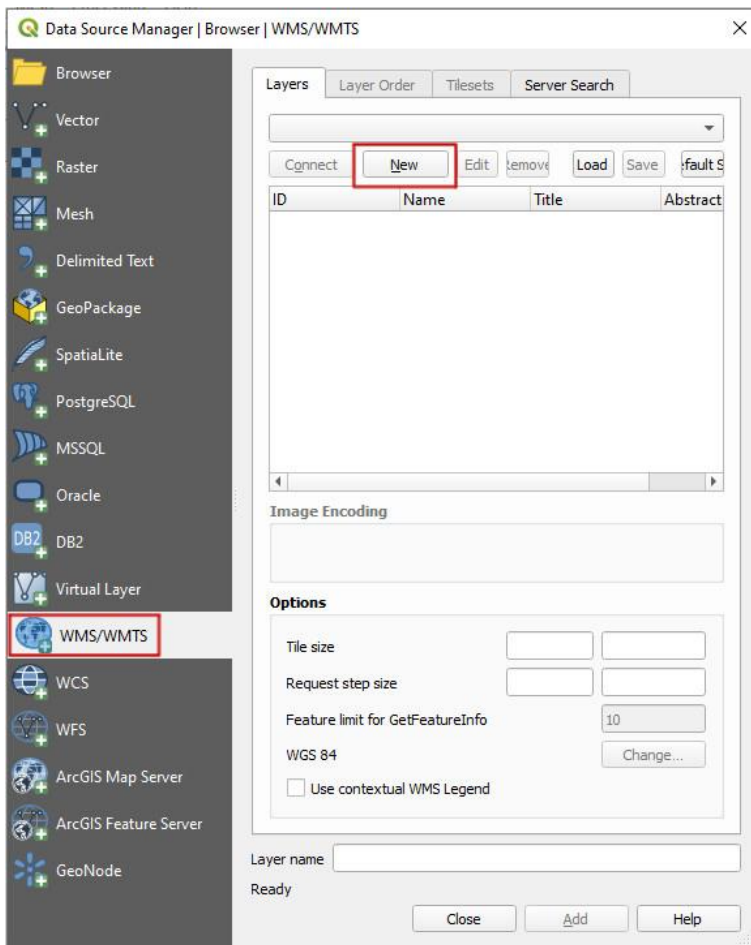 Data Source Manager | Browser | WMS/WMTS
Browser
Vector
Raster
Mesh
Delimited Text
GeoPackage
SpatiaLite
PostgreSQL
MSSQL
Oracle
DB2 DB2
Virtual Layer
WMS/WMTS
WCS
WFS
ArcGIS Map Server
ArcGIS Feature Server
GeoNode
Layers Layer Order Tilesets Server Search
Connect New Edit Remove Load Save :fault S
ID Name Title Abstract
Image Encoding
Options
Tile size
Request step size
Feature limit for GetFeatureInfo 10
WGS 84 Change...
Use contextual WMS Legend
Layer name
Ready
Close Add Help